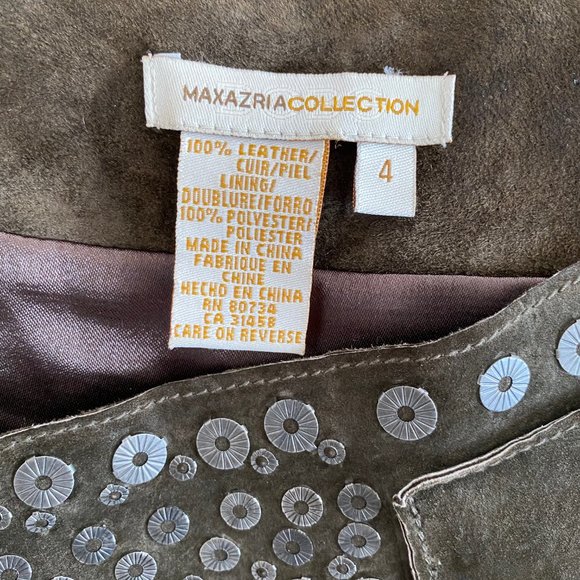 MAXAZRIACOLLECTION
4
100% LEATHER/
CUIR/PIEL
LINING/
DOUBLURE/FORRO
100% POLYESTER/
POLIESTER
MADE IN CHINA
FABRIQUE EN
CHINE
HECHO EN CHINA
RN 80734
CA 31458
CARE ON REVERSE